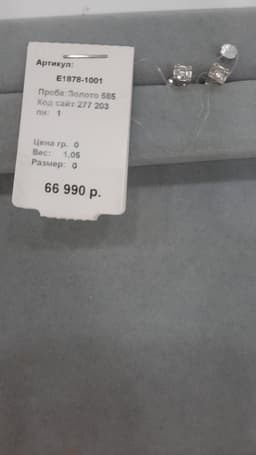 Артикул:
E1878-1001
Проба:Золото 585
Код сайт 277 203
пн: 1
Цена гр. 0
Вес: 1,05
Размер: 0
66 990 р.